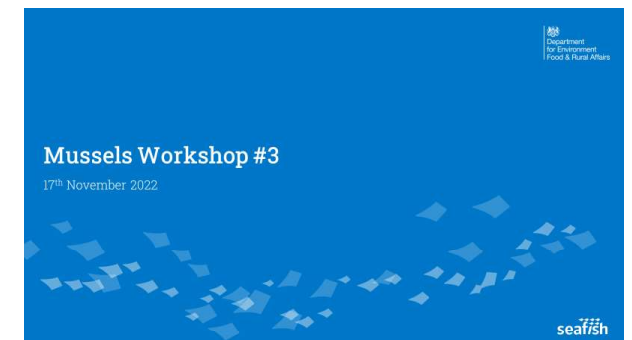 Department
for Environment
Food & Rural Affairs
Mussels Workshop #3
17th November 2022
seafish